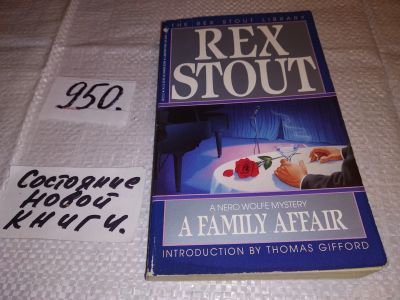 THE REX STOUT LIBRARY
REX
STOUT
950.
Состояние
Новой
книги.
A NERO WOLFE MYSTERY
A FAMILY AFFAIR
INTRODUCTION BY THOMAS GIFFORD